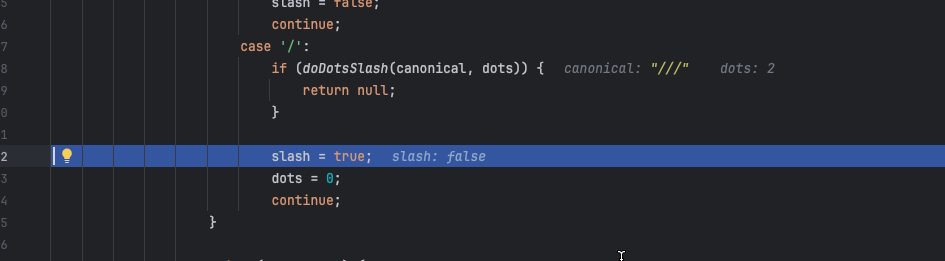 5 slash = false;
6 continue;
7 case '/':
8 if (doDotsSlash(canonical, dots)) { canonical: "///" dots: 2
9 return null;
0 }
1
2 slash = true; slash: false
3 dots = 0;
4 continue;
5 }
6